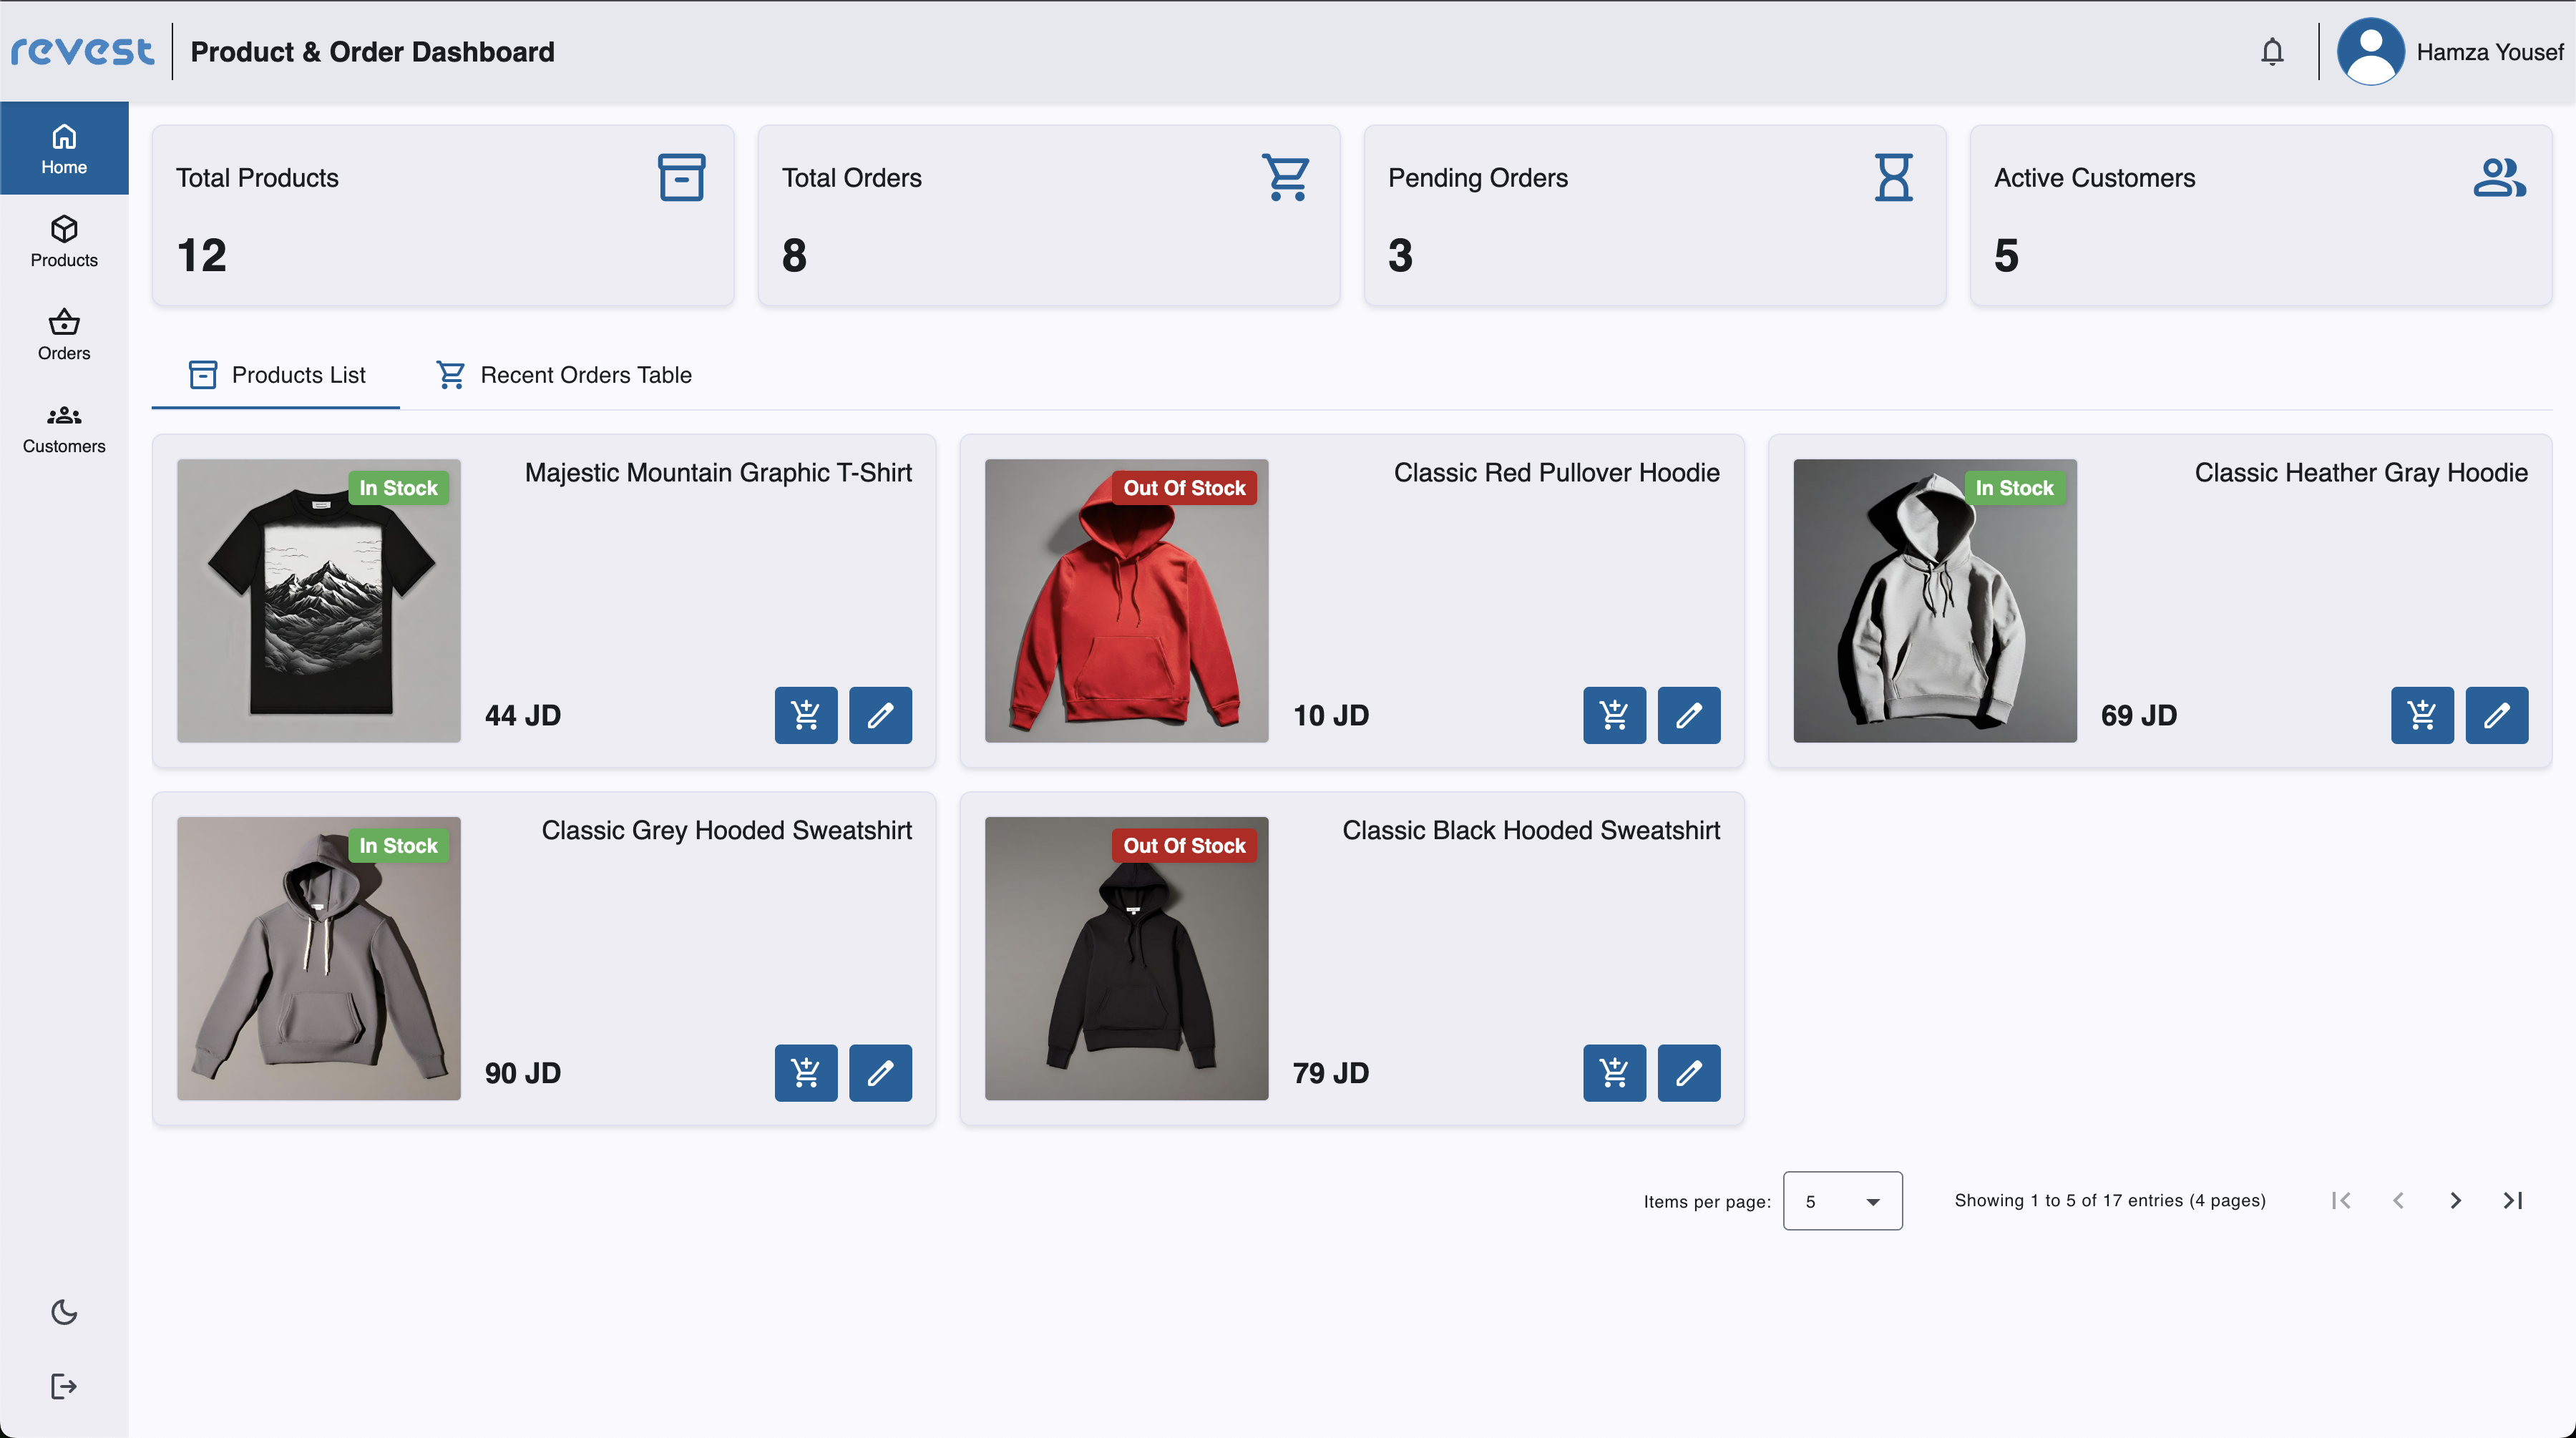 revest
Product & Order Dashboard
Hamza Yousef
Home
Products
Orders
Customers
Total Products
12
Total Orders
8
Pending Orders
3
Active Customers
5
Products List
Recent Orders Table
In Stock
Majestic Mountain Graphic T-Shirt
44 JD
Out Of Stock
Classic Red Pullover Hoodie
10 JD
In Stock
Classic Heather Gray Hoodie
69 JD
In Stock
Classic Grey Hooded Sweatshirt
90 JD
Out Of Stock
Classic Black Hooded Sweatshirt
79 JD
Items per page:
5
Showing 1 to 5 of 17 entries (4 pages)